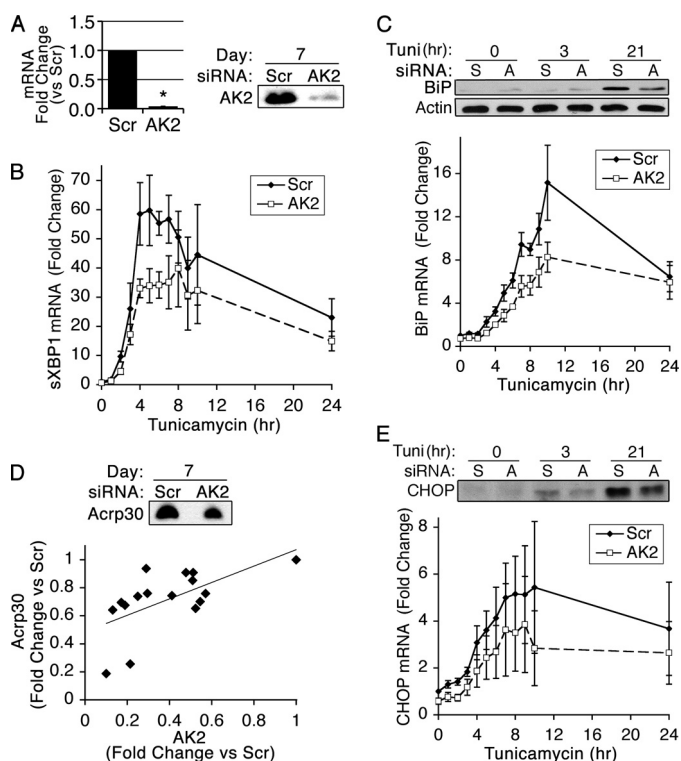 A
mRNA
Fold Change
(vs Scr)
1.5
1.0
0.5
0.0
*
Scr AK2
Day: 7
siRNA: Scr AK2
AK2
B
sXBP1 mRNA (Fold Change)
70
60
50
40
30
20
10
0
Scr
AK2
0 4 8 12 16 20 24
Tunicamycin (hr)
C
Tuni(hr): 0 3 21
siRNA: S A S A S A
BiP
Actin
BiP mRNA (Fold Change)
16
12
8
4
0
Scr
AK2
0 4 8 12 16 20 24
Tunicamycin (hr)
D
Day: 7
siRNA: Scr AK2
Acrp30
Acrp30
(Fold Change vs Scr)
1
0.8
0.6
0.4
0.2
0
0 0.2 0.4 0.6 0.8 1
AK2
(Fold Change vs Scr)
E
Tuni(hr): 0 3 21
siRNA: S A S A S A
CHOP
CHOP mRNA (Fold Change)
8
6
4
2
0
Scr
AK2
0 4 8 12 16 20 24
Tunicamycin (hr)